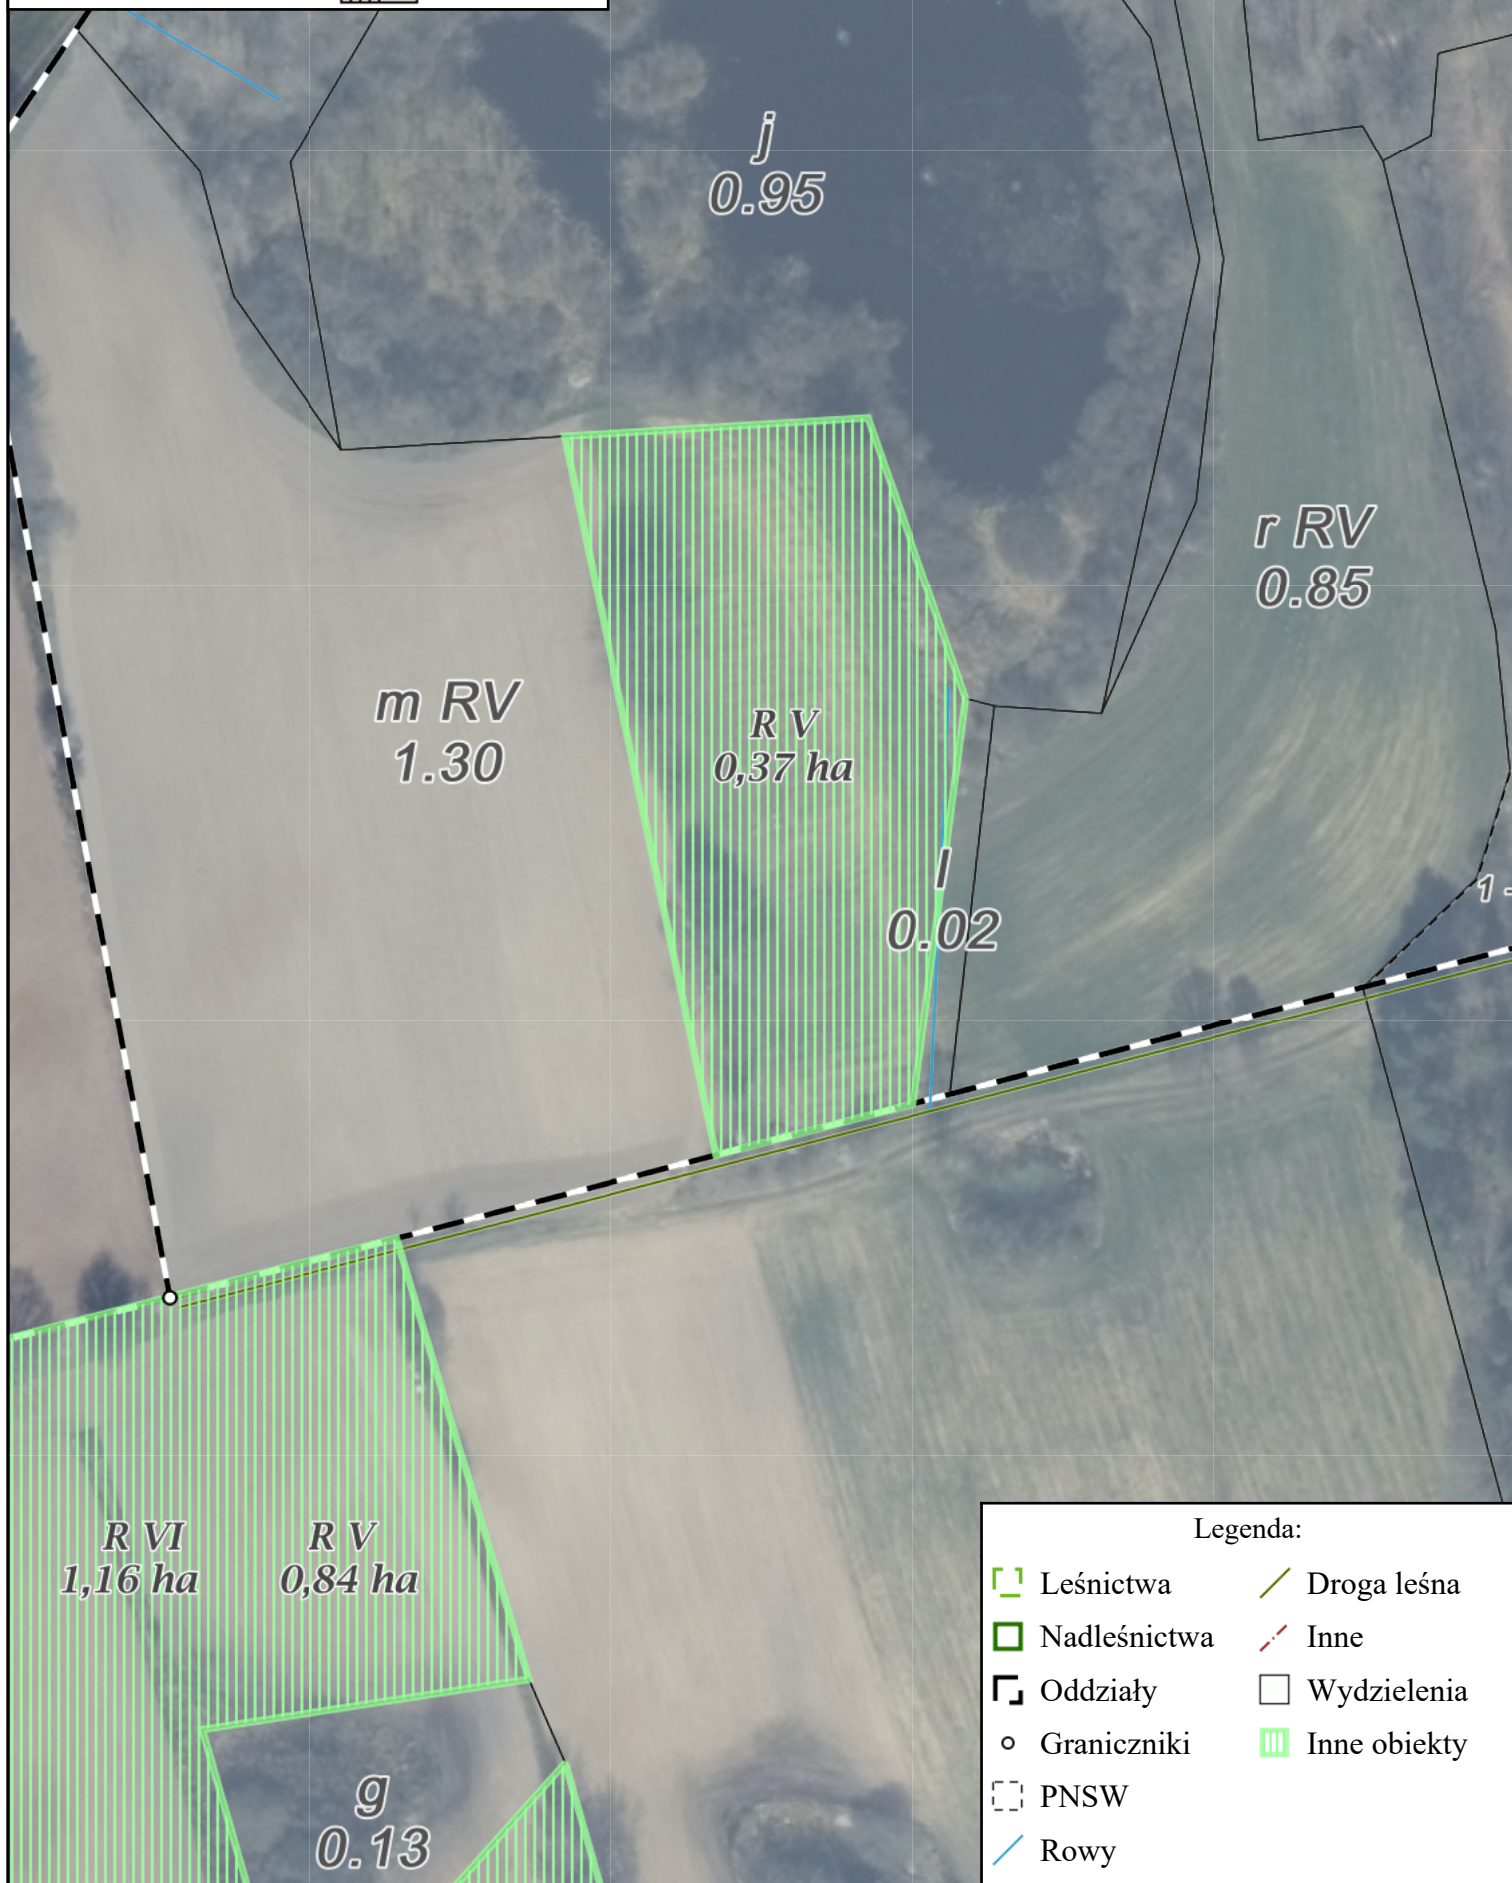 j
0.95
r RV
0.85
m RV
1.30
R V
0,37 ha
l
0.02
1 -
R VI
1,16 ha
R V
0,84 ha
g
0.13
Legenda:
Leśnictwa
Nadleśnictwa
Oddziały
Graniczniki
PNSW
Rowy
Droga leśna
Inne
Wydzielenia
Inne obiekty